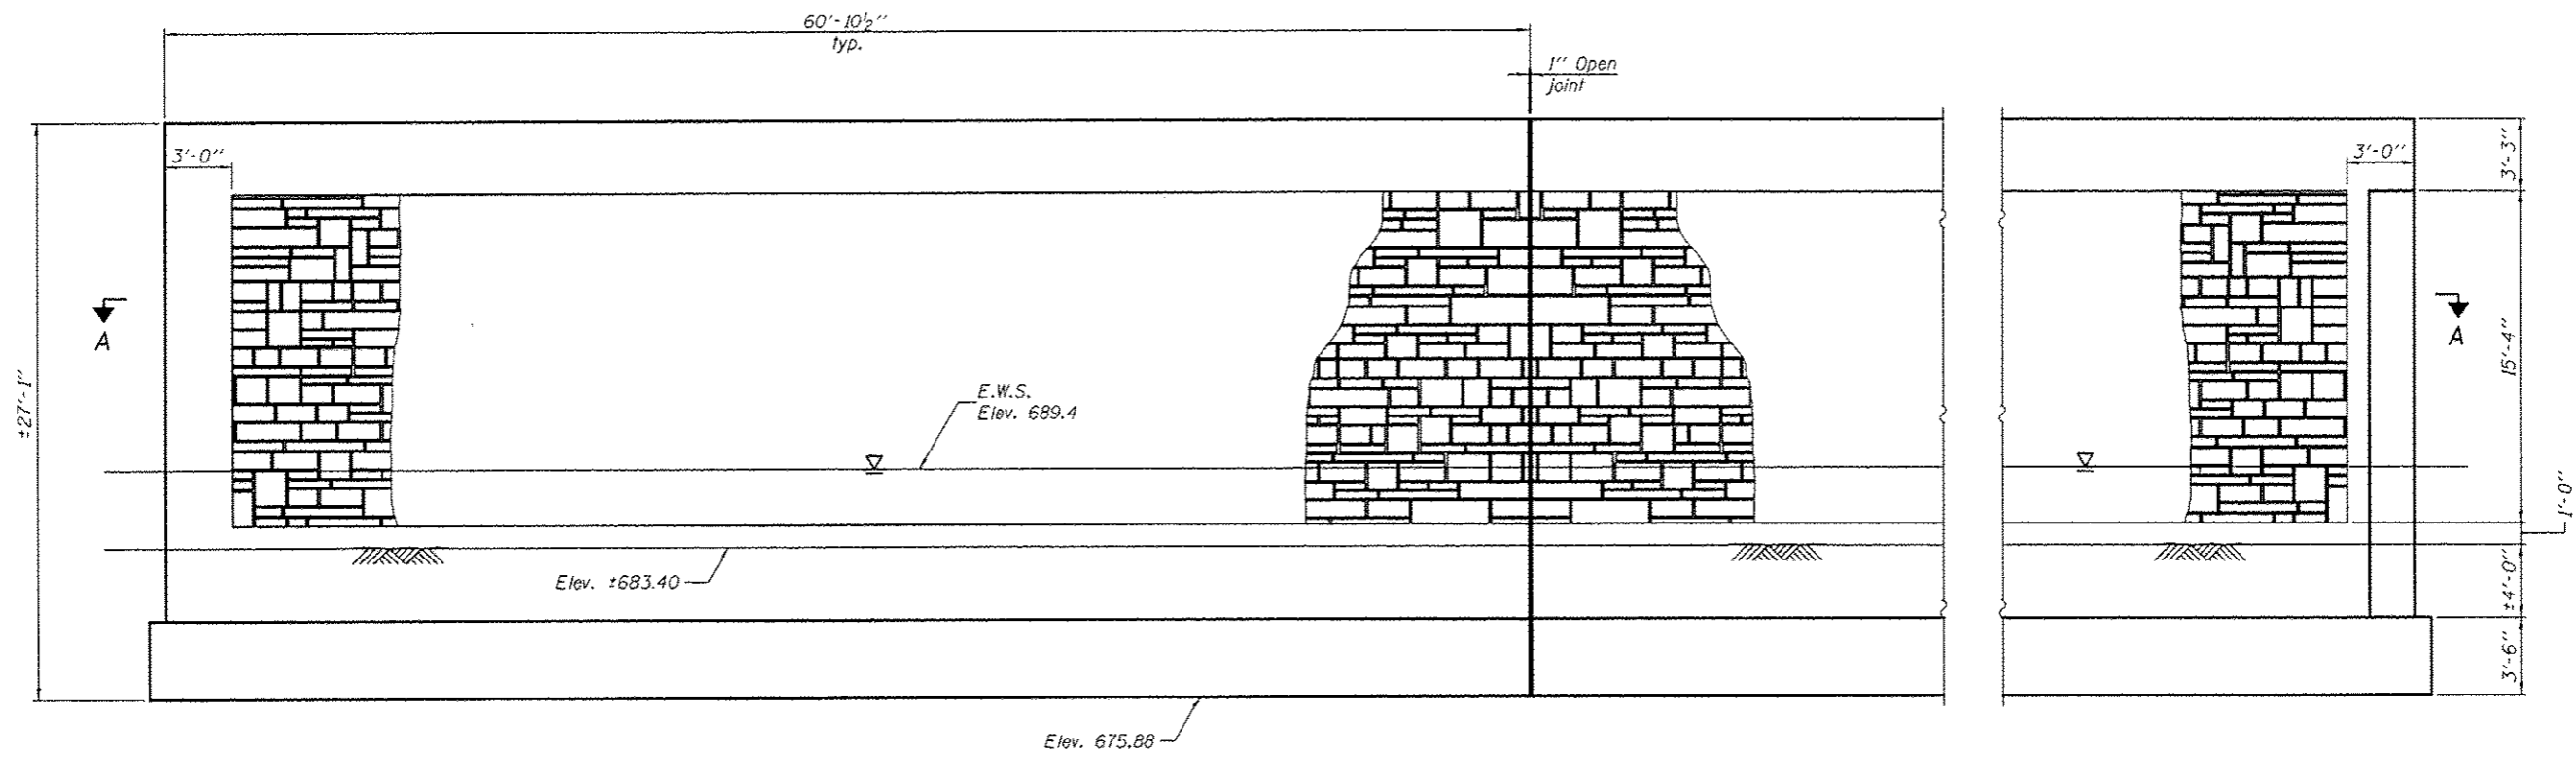 60'-10½"
typ.
1" Open
joint
3'-0"
3'-0"
3'-3"
±27'-1"
A
A
15'-4"
E.W.S.
Elev. 689.4
1'-0"
Elev. ±683.40
±4'-0"
3'-6"
Elev. 675.88